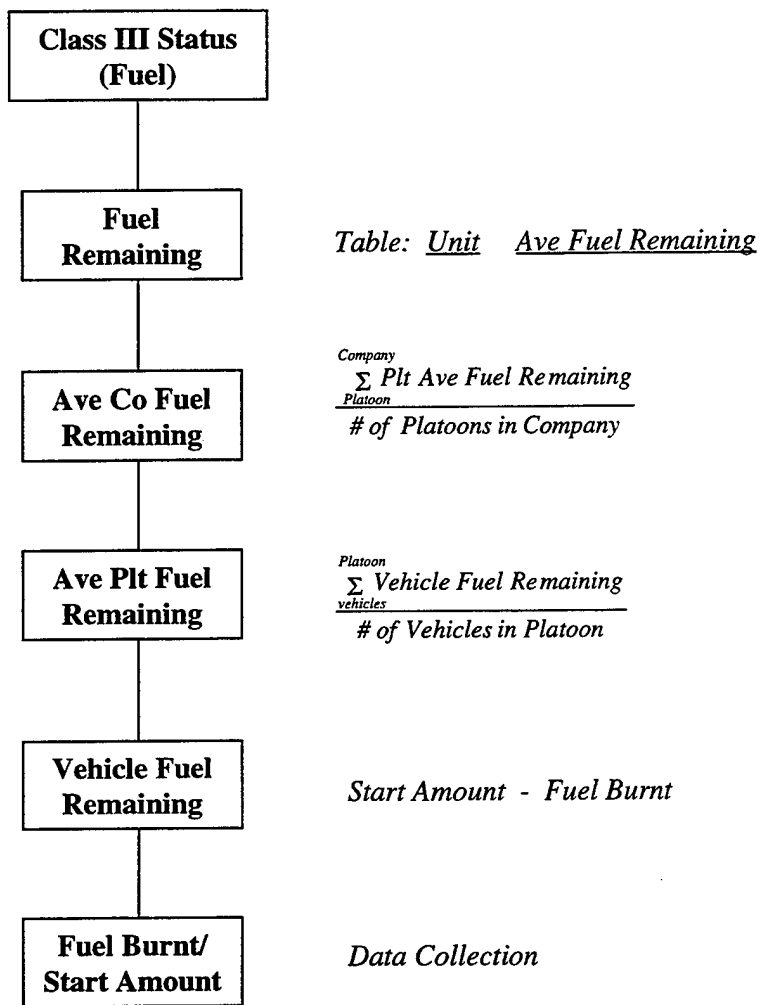 Class III Status
(Fuel)
Fuel
Remaining
Table: Unit Ave Fuel Remaining
Ave Co Fuel
Remaining
Company
Σ Plt Ave Fuel Remaining
Platoon
# of Platoons in Company
Ave Plt Fuel
Remaining
Platoon
Σ Vehicle Fuel Remaining
vehicles
# of Vehicles in Platoon
Vehicle Fuel
Remaining
Start Amount - Fuel Burnt
Fuel Burnt/
Start Amount
Data Collection